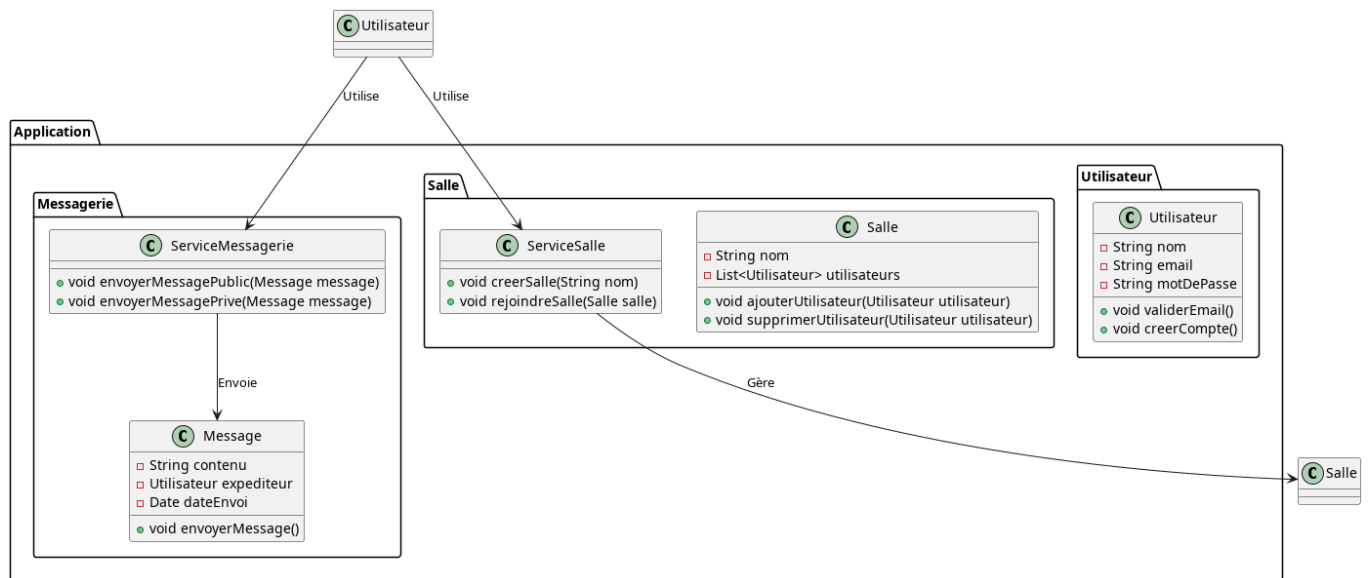 C Utilisateur
Utilise
Utilise
Application
Messagerie
C ServiceMessagerie
void envoyerMessagePublic(Message message)
void envoyerMessagePrive(Message message)
Envoie
C Message
String contenu
Utilisateur expediteur
Date dateEnvoi
void envoyerMessage()
Salle
C ServiceSalle
void creerSalle(String nom)
void rejoindreSalle(Salle salle)
C Salle
String nom
List<Utilisateur> utilisateurs
void ajouterUtilisateur(Utilisateur utilisateur)
void supprimerUtilisateur(Utilisateur utilisateur)
Gère
Utilisateur
C Utilisateur
String nom
String email
String motDePasse
void validerEmail()
void creerCompte()
C Salle